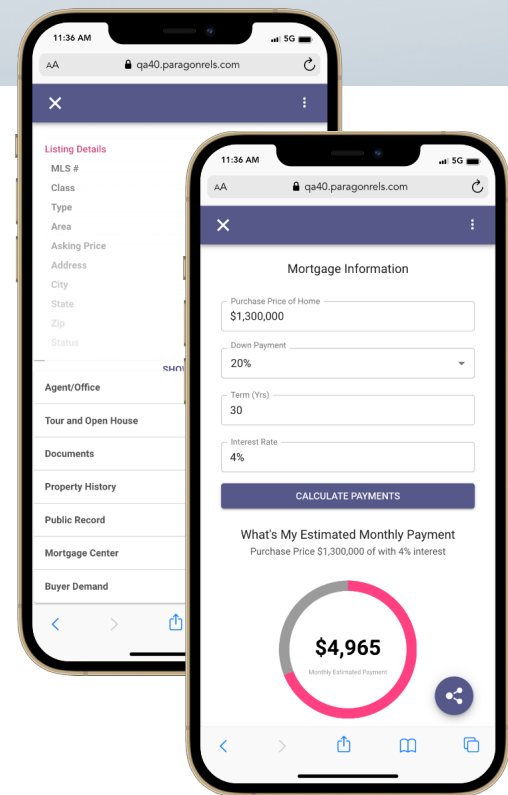 11:36 AM
5G
AA
qa40.paragonrels.com
Listing Details
MLS #
Class
Type
Area
Asking Price
Address
City
State
Zip
Status
Agent/Office
Tour and Open House
Documents
Property History
Public Record
Mortgage Center
Buyer Demand
11:36 AM
5G
AA
qa40.paragonrels.com
Mortgage Information
Purchase Price of Home
$1,300,000
Down Payment
20%
Term (Yrs)
30
Interest Rate
4%
CALCULATE PAYMENTS
What's My Estimated Monthly Payment
Purchase Price $1,300,000 of with 4% interest
$4,965
Monthly Estimated Payment